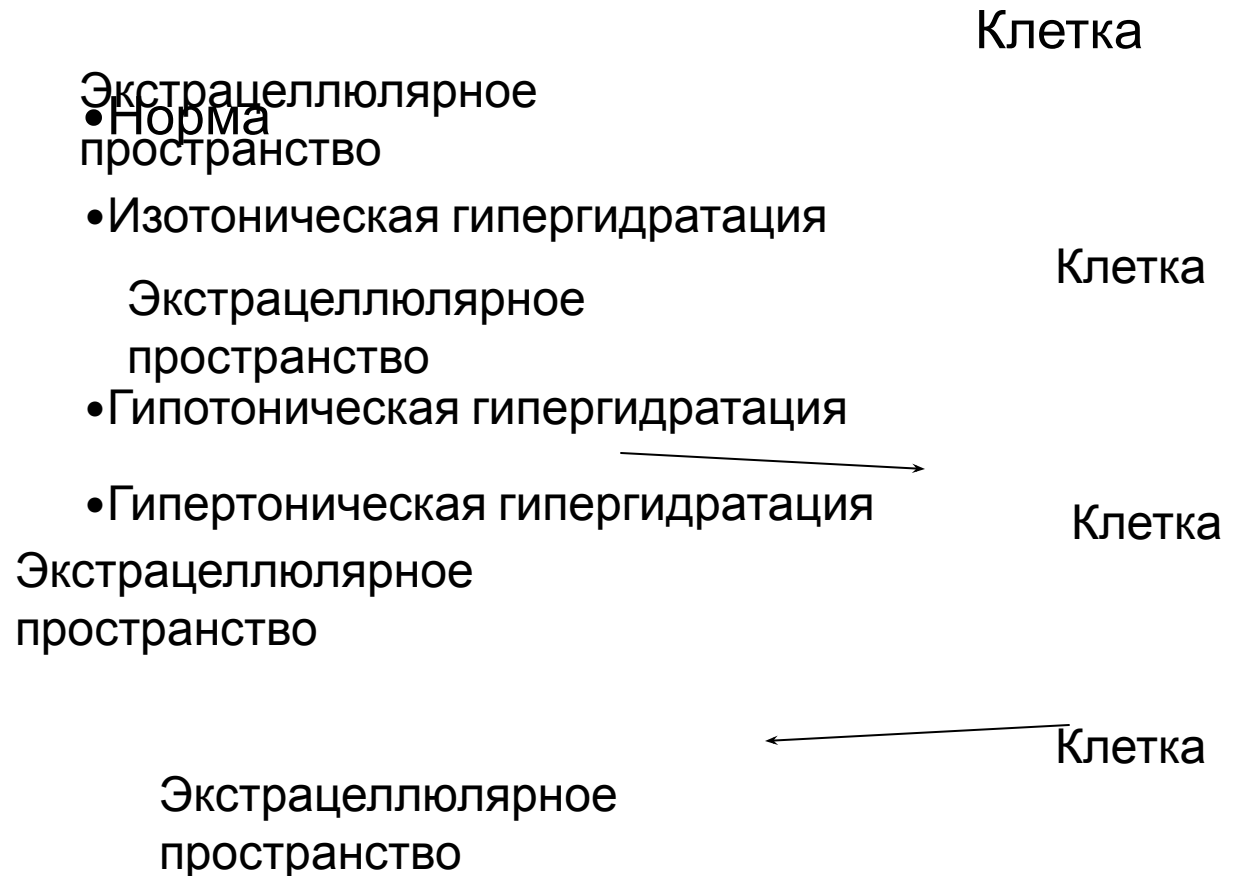 Клетка
Экстрацеллюлярное
•Норма
пространство
•Изотоническая гипергидратация
Клетка
Экстрацеллюлярное
пространство
•Гипотоническая гипергидратация
•Гипертоническая гипергидратация
Клетка
Экстрацеллюлярное
пространство
Клетка
Экстрацеллюлярное
пространство